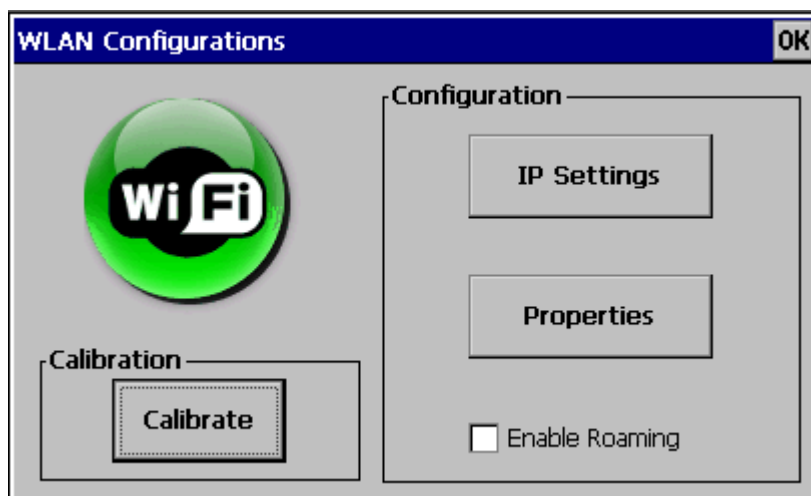 WLAN Configurations
OK
Wi Fi
Configuration
IP Settings
Properties
Enable Roaming
Calibration
Calibrate